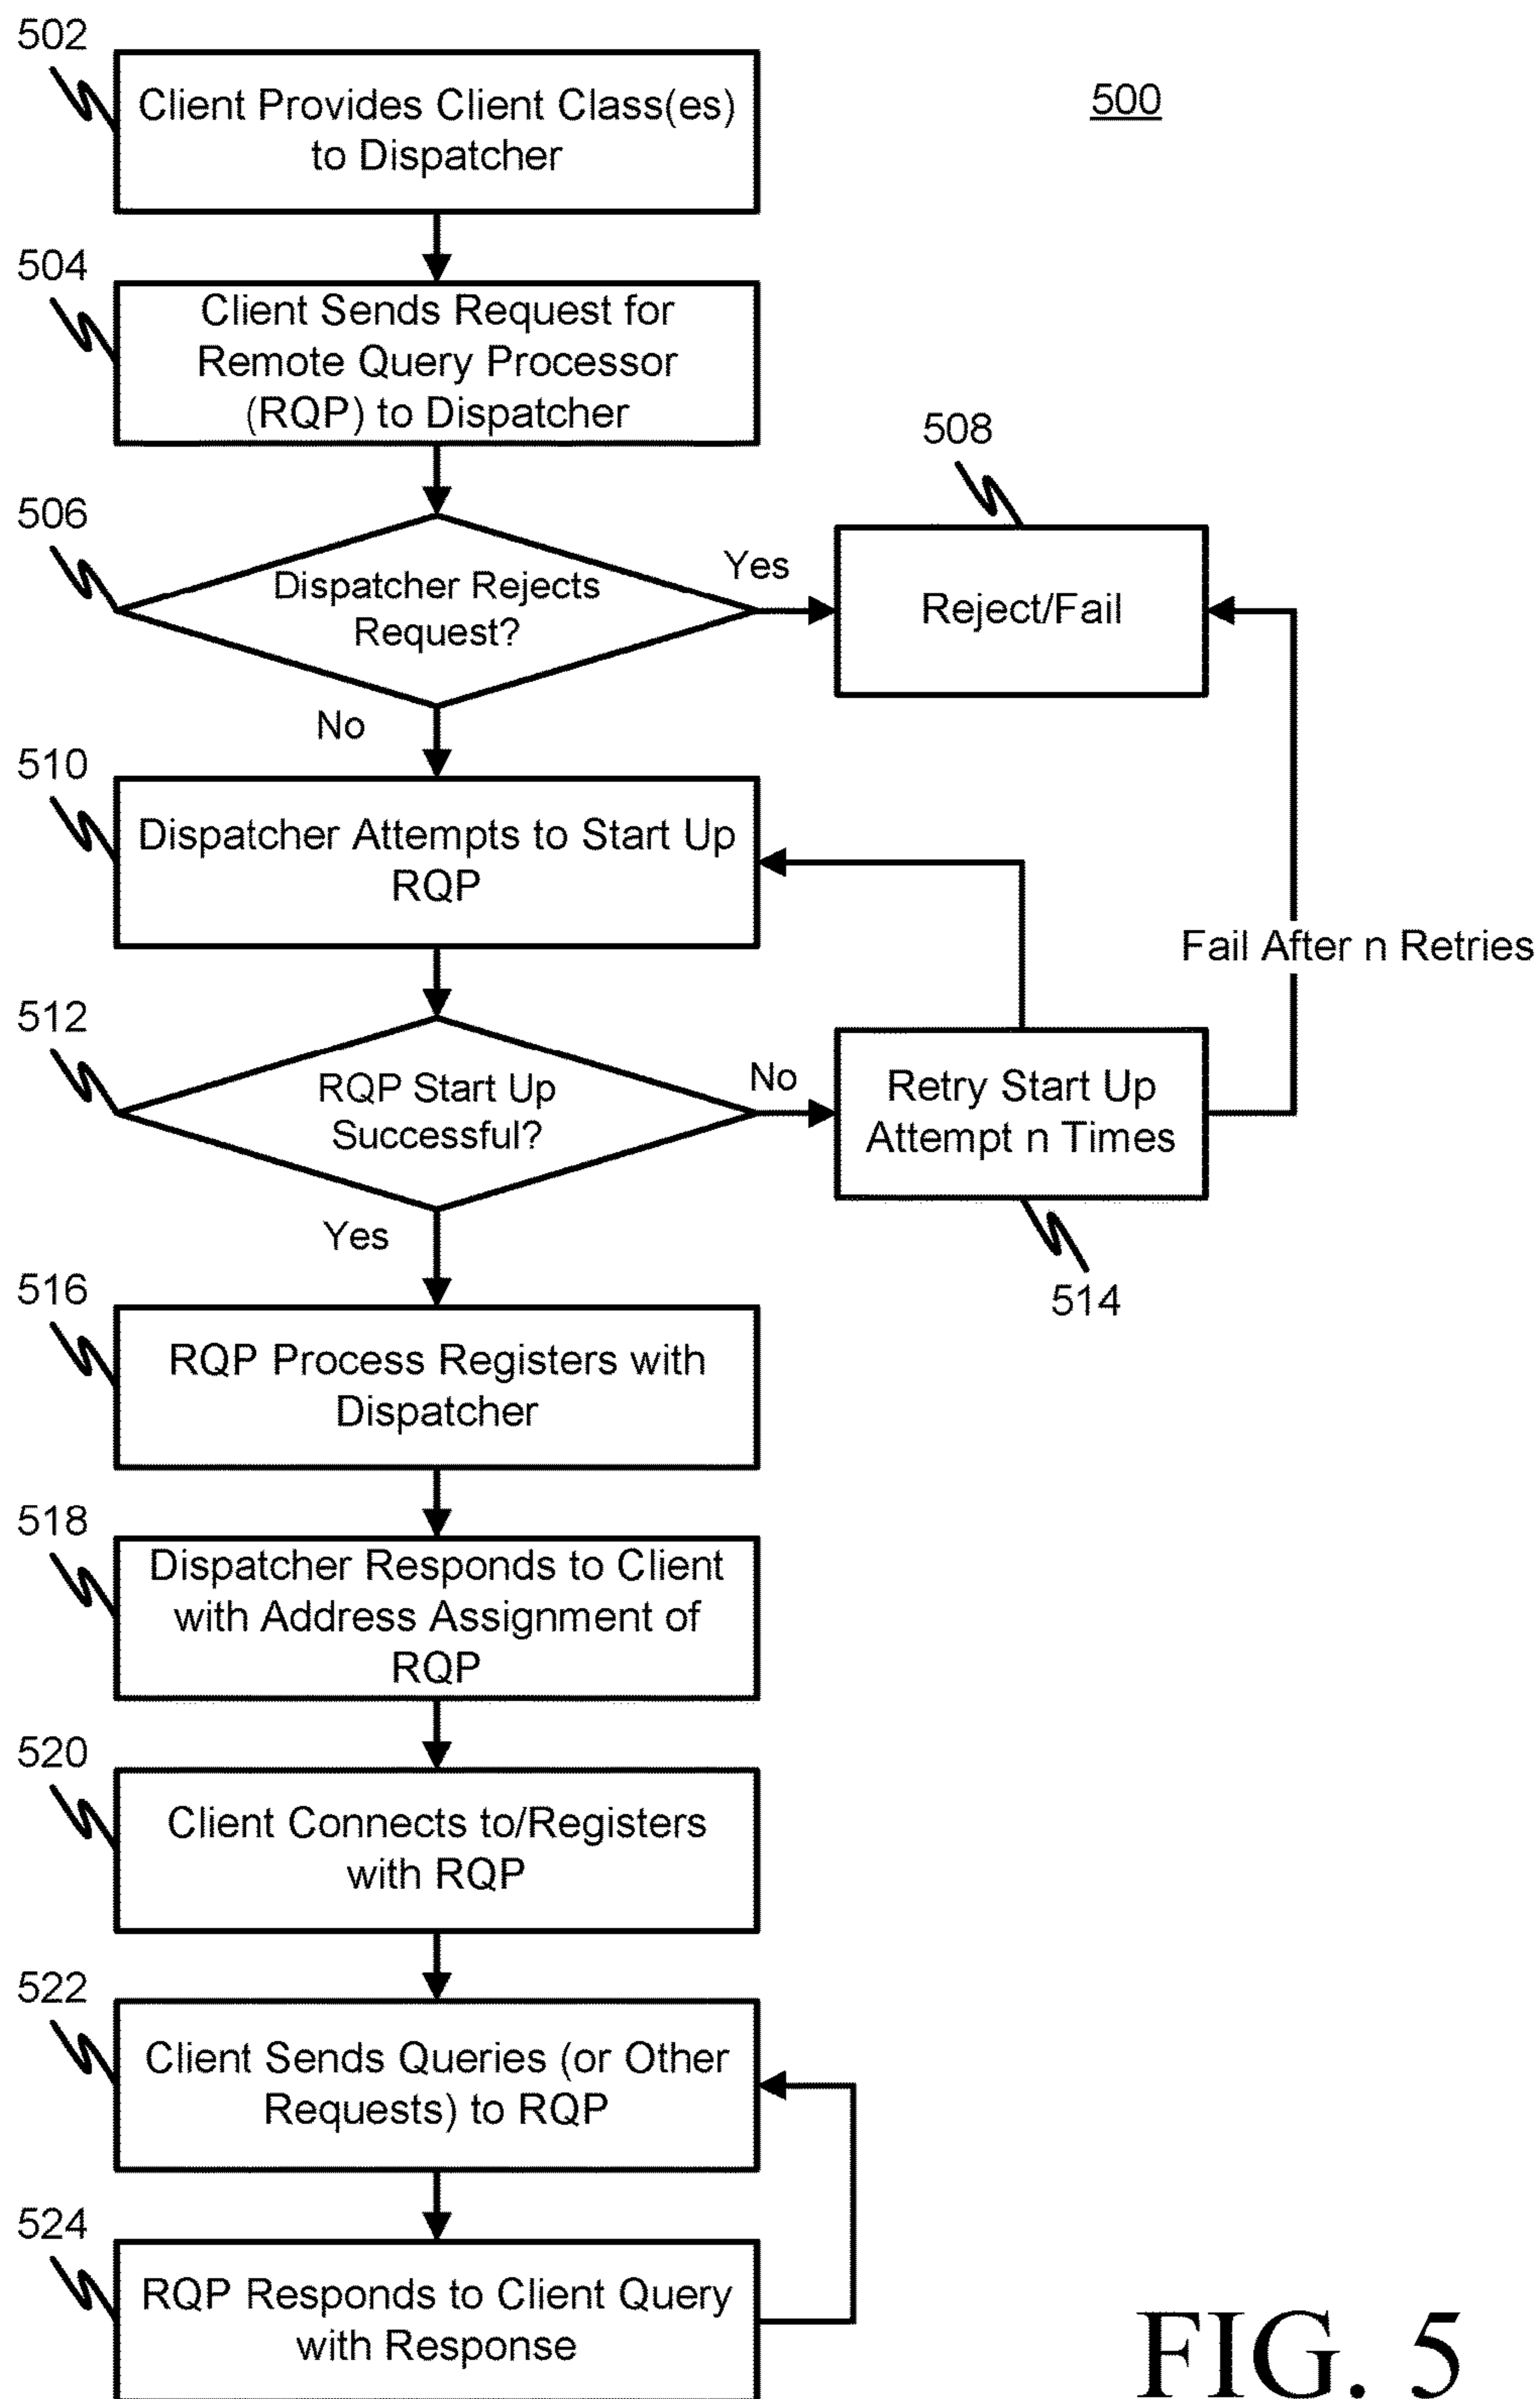 502
Client Provides Client Class(es)
to Dispatcher
500
504
Client Sends Request for
Remote Query Processor
(RQP) to Dispatcher
506
Dispatcher Rejects
Request?
Yes
508
Reject/Fail
No
510
Dispatcher Attempts to Start Up
RQP
Fail After n Retries
512
RQP Start Up
Successful?
No
Retry Start Up
Attempt n Times
514
Yes
516
RQP Process Registers with
Dispatcher
518
Dispatcher Responds to Client
with Address Assignment of
RQP
520
Client Connects to/Registers
with RQP
522
Client Sends Queries (or Other
Requests) to RQP
524
RQP Responds to Client Query
with Response
FIG. 5